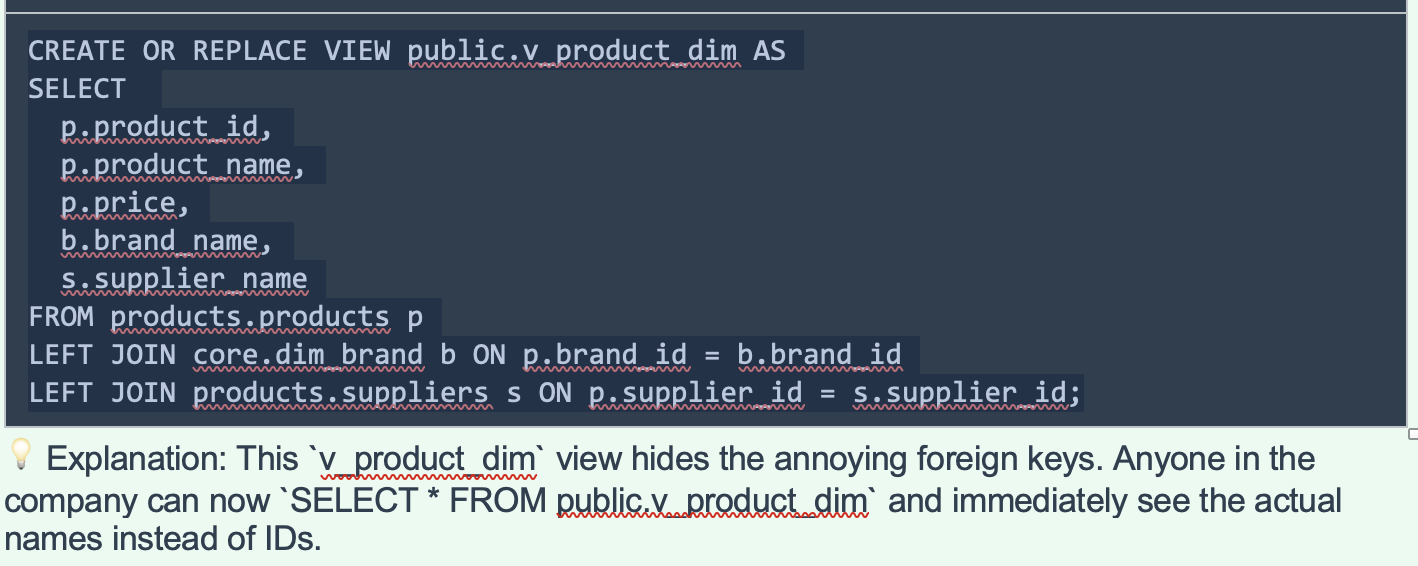 CREATE OR REPLACE VIEW public.v_product_dim AS
SELECT
  p.product_id,
  p.product_name,
  p.price,
  b.brand_name,
  s.supplier_name
FROM products.products p
LEFT JOIN core.dim_brand b ON p.brand_id = b.brand_id
LEFT JOIN products.suppliers s ON p.supplier_id = s.supplier_id;
💡 Explanation: This `v_product_dim` view hides the annoying foreign keys. Anyone in the
company can now `SELECT * FROM public.v_product_dim` and immediately see the actual
names instead of IDs.